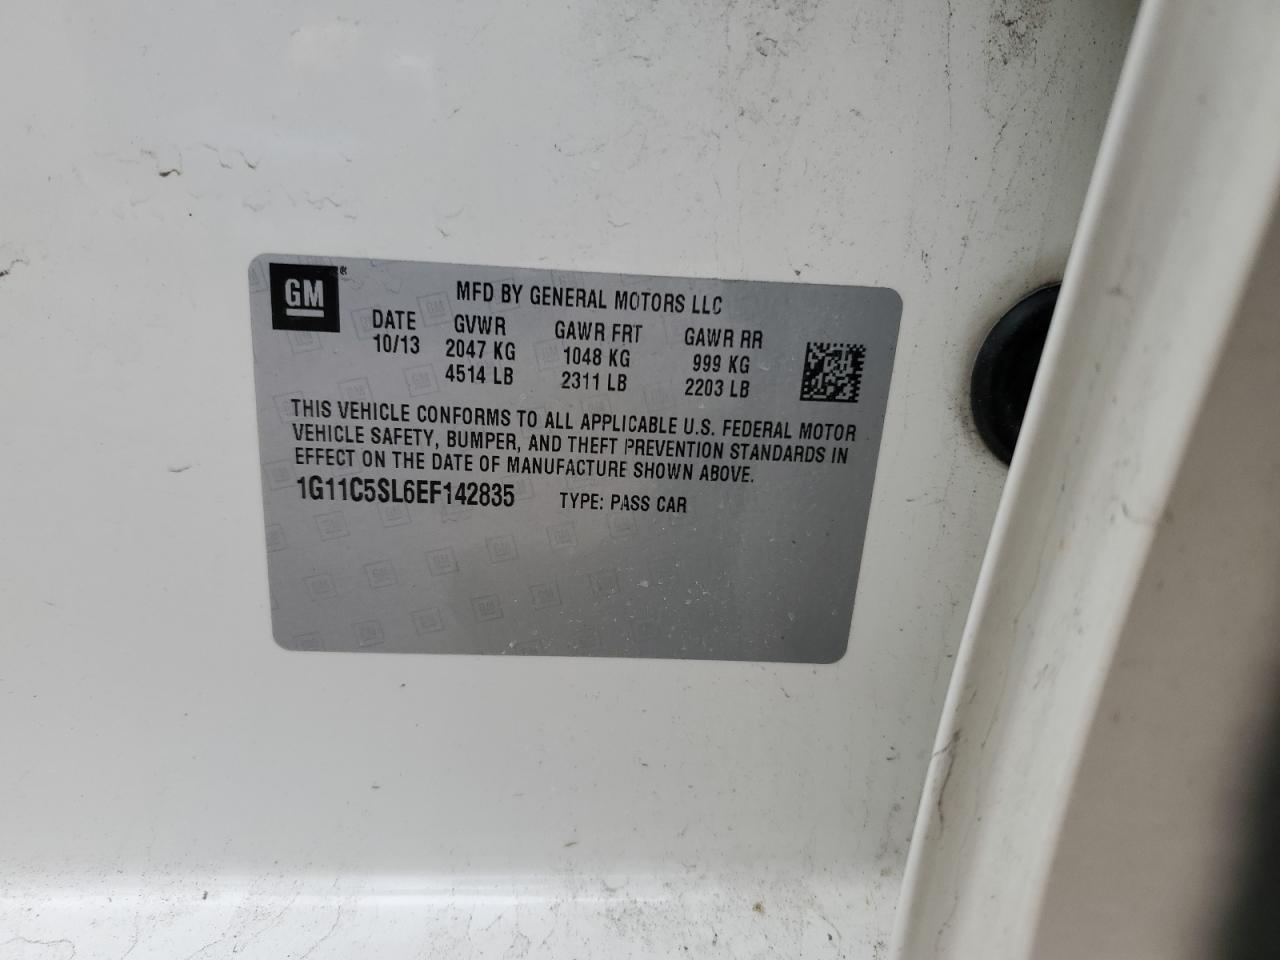 GM ®
MFD BY GENERAL MOTORS LLC
DATE GVWR GAWR FRT GAWR RR
10/13 2047 KG 1048 KG 999 KG
4514 LB 2311 LB 2203 LB
THIS VEHICLE CONFORMS TO ALL APPLICABLE U.S. FEDERAL MOTOR
VEHICLE SAFETY, BUMPER, AND THEFT PREVENTION STANDARDS IN
EFFECT ON THE DATE OF MANUFACTURE SHOWN ABOVE.
1G11C5SL6EF142835 TYPE: PASS CAR